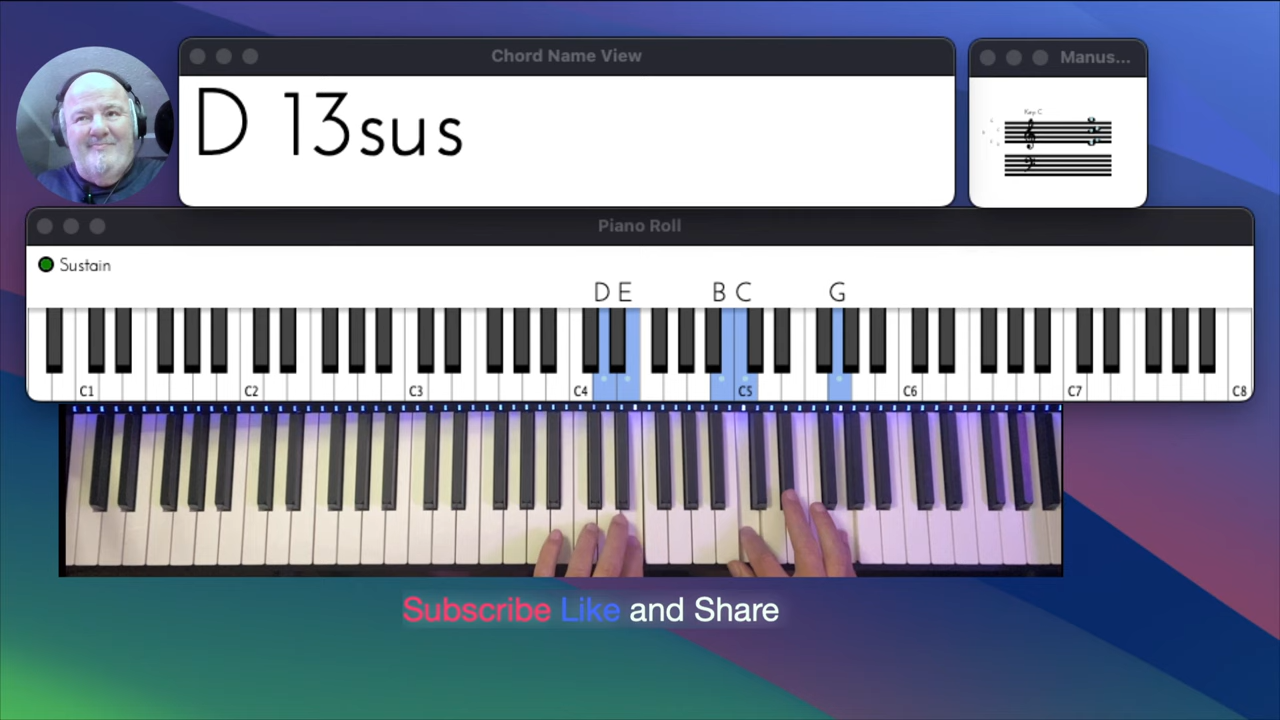 Chord Name View
Manus...
D 13sus
Key: C
Piano Roll
Sustain
D E B C G
C1 C2 C3 C4 C5 C6 C7 C8
Subscribe Like and Share